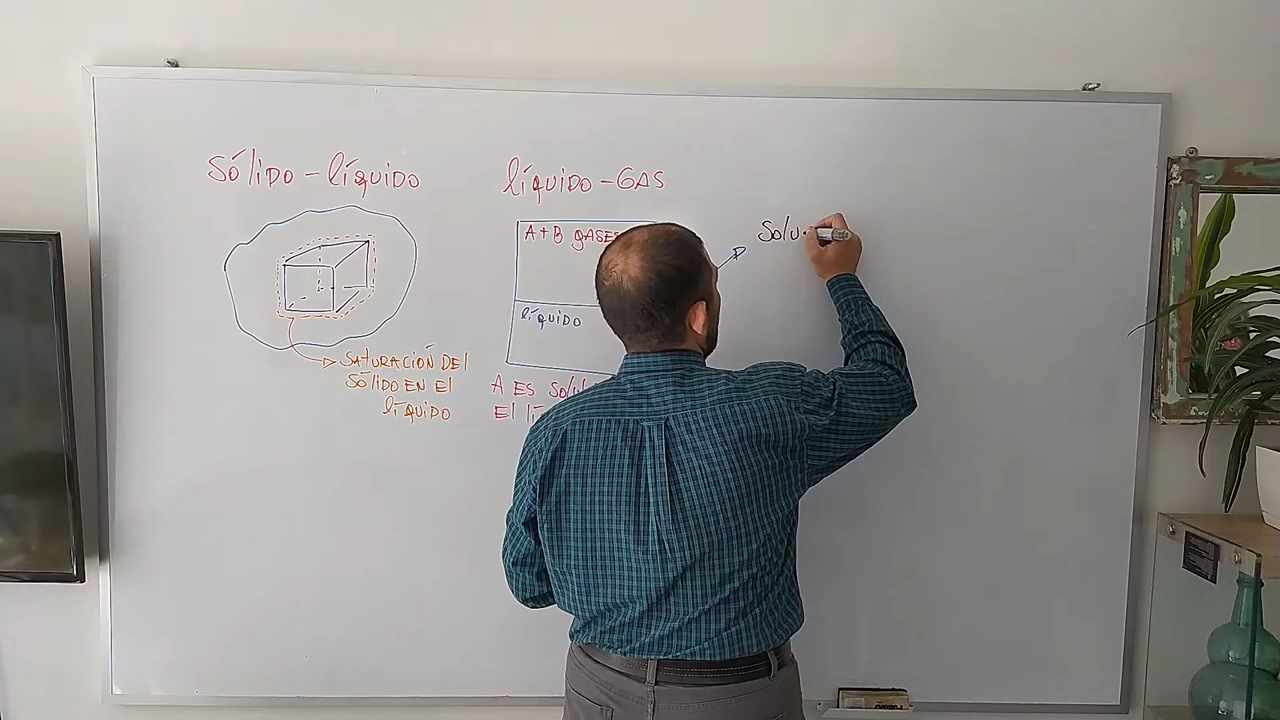 Sólido - líquido
SATURACIÓN DEL
SÓLIDO EN El
líquido
líquido - GAS
A + B gASES
líquido
A ES
El
Solu